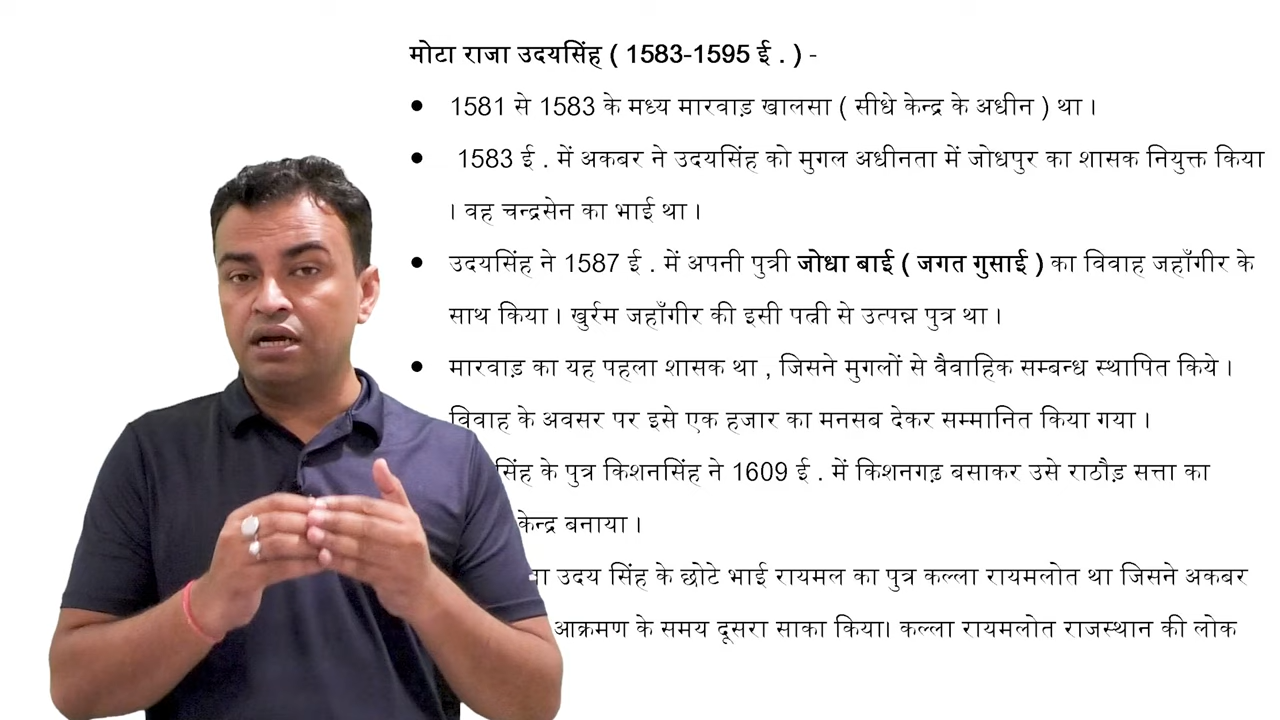 मोटा राजा उदयसिंह ( 1583-1595 ई . ) -
• 1581 से 1583 के मध्य मारवाड़ खालसा ( सीधे केन्द्र के अधीन ) था ।
• 1583 ई . में अकबर ने उदयसिंह को मुगल अधीनता में जोधपुर का शासक नियुक्त किया
। वह चन्द्रसेन का भाई था ।
• उदयसिंह ने 1587 ई . में अपनी पुत्री जोधा बाई ( जगत गुसाई ) का विवाह जहाँगीर के
साथ किया । खुर्रम जहाँगीर की इसी पत्नी से उत्पन्न पुत्र था ।
• मारवाड़ का यह पहला शासक था , जिसने मुगलों से वैवाहिक सम्बन्ध स्थापित किये ।
विवाह के अवसर पर इसे एक हजार का मनसब देकर सम्मानित किया गया ।
सिंह के पुत्र किशनसिंह ने 1609 ई . में किशनगढ़ बसाकर उसे राठौड़ सत्ता का
केन्द्र बनाया ।
उदय सिंह के छोटे भाई रायमल का पुत्र कल्ला रायमलोत था जिसने अकबर
आक्रमण के समय दूसरा साका किया। कल्ला रायमलोत राजस्थान की लोक